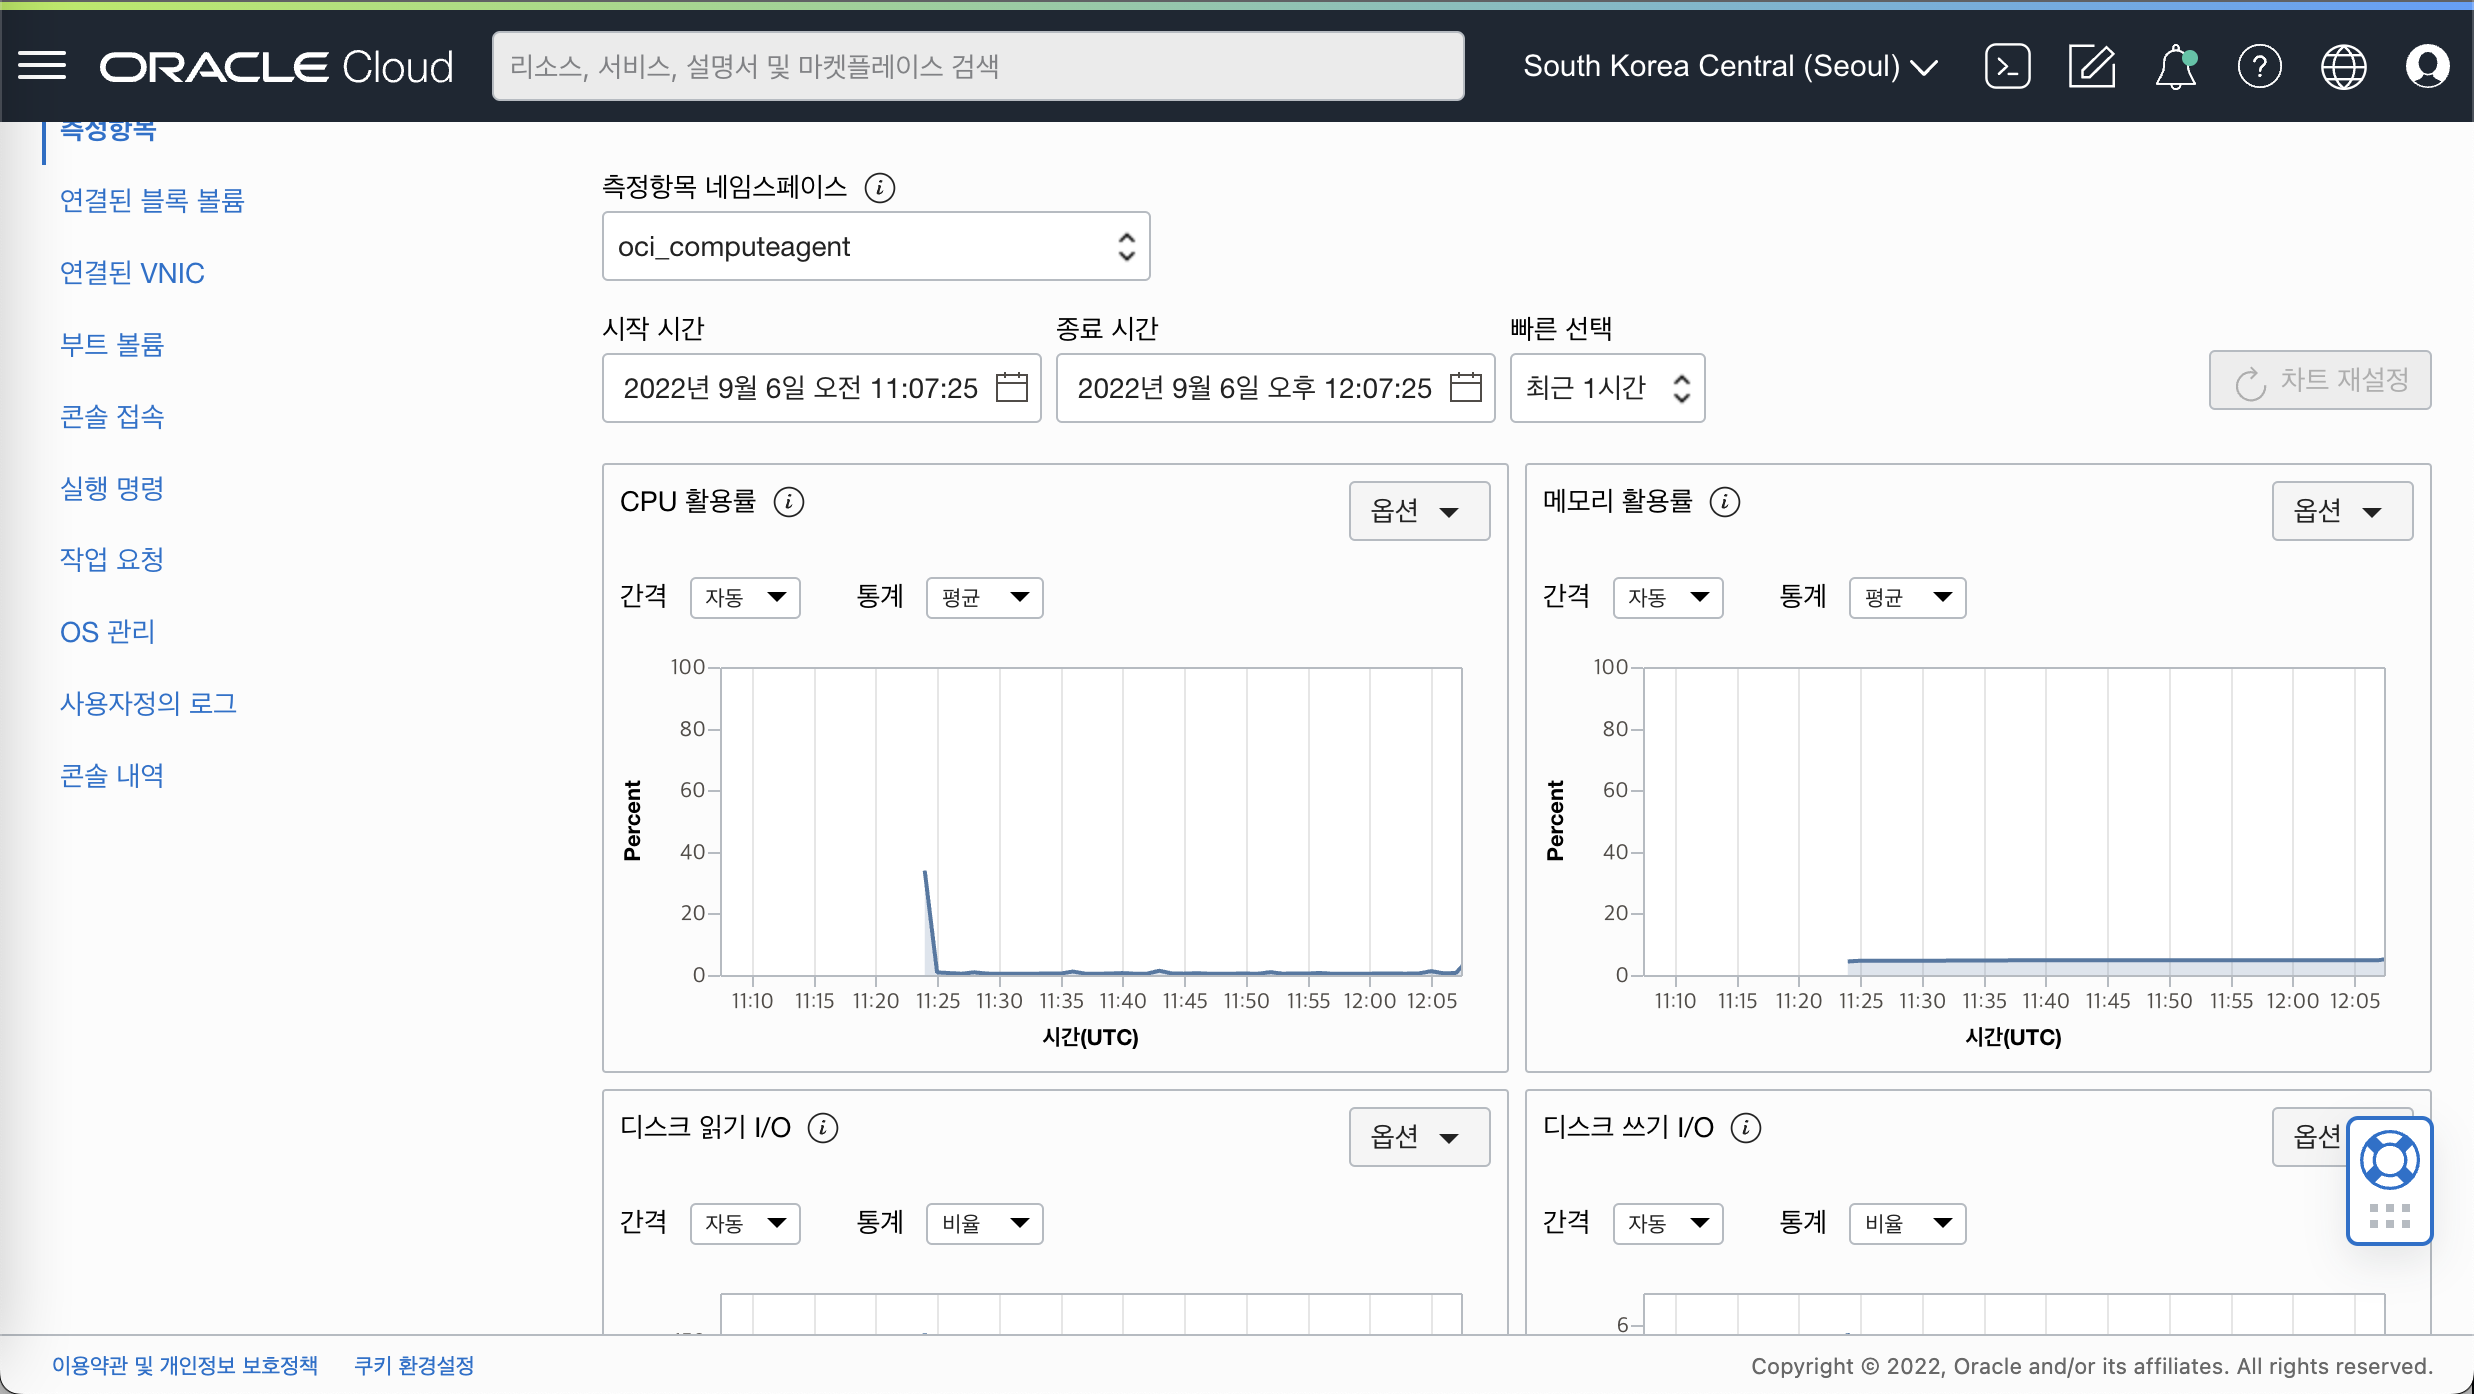 ORACLE Cloud
리소스, 서비스, 설명서 및 마켓플레이스 검색
South Korea Central (Seoul)
측정항목
연결된 블록 볼륨
연결된 VNIC
부트 볼륨
콘솔 접속
실행 명령
작업 요청
OS 관리
사용자정의 로그
콘솔 내역
측정항목 네임스페이스
oci_computeagent
시작 시간
종료 시간
빠른 선택
2022년 9월 6일 오전 11:07:25
2022년 9월 6일 오후 12:07:25
최근 1시간
차트 재설정
CPU 활용률
옵션
간격 자동 통계 평균
100
80
60
40
20
0
Percent
11:10 11:15 11:20 11:25 11:30 11:35 11:40 11:45 11:50 11:55 12:00 12:05
시간(UTC)
메모리 활용률
옵션
간격 자동 통계 평균
100
80
60
40
20
0
Percent
11:10 11:15 11:20 11:25 11:30 11:35 11:40 11:45 11:50 11:55 12:00 12:05
시간(UTC)
디스크 읽기 I/O
옵션
간격 자동 통계 비율
디스크 쓰기 I/O
옵션
간격 자동 통계 비율
6
이용약관 및 개인정보 보호정책 쿠키 환경설정
Copyright © 2022, Oracle and/or its affiliates. All rights reserved.